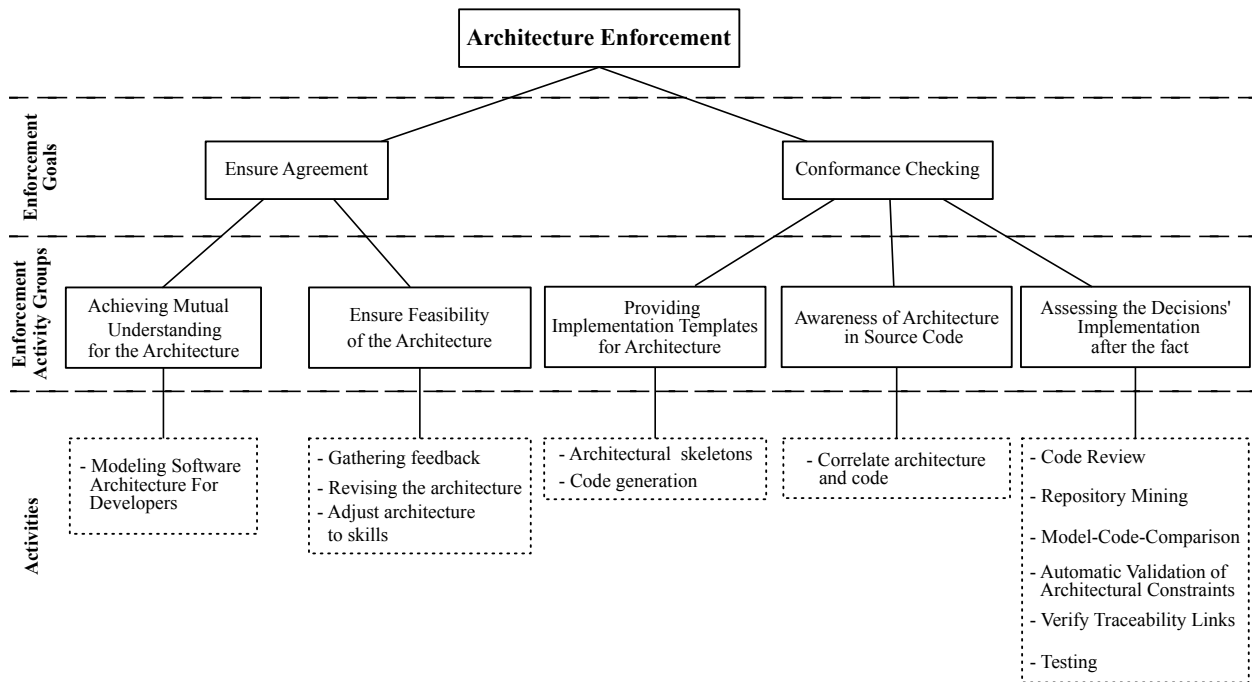 Architecture Enforcement
Enforcement
Goals
Ensure Agreement
Conformance Checking
Enforcement
Activity Groups
Achieving Mutual
Understanding
for the Architecture
Ensure Feasibility
of the Architecture
Providing
Implementation Templates
for Architecture
Awareness of Architecture
in Source Code
Assessing the Decisions'
Implementation
after the fact
Activities
- Modeling Software
Architecture For
Developers
- Gathering feedback
- Revising the architecture
- Adjust architecture
to skills
- Architectural skeletons
- Code generation
- Correlate architecture
and code
- Code Review
- Repository Mining
- Model-Code-Comparison
- Automatic Validation of
Architectural Constraints
- Verify Traceability Links
- Testing